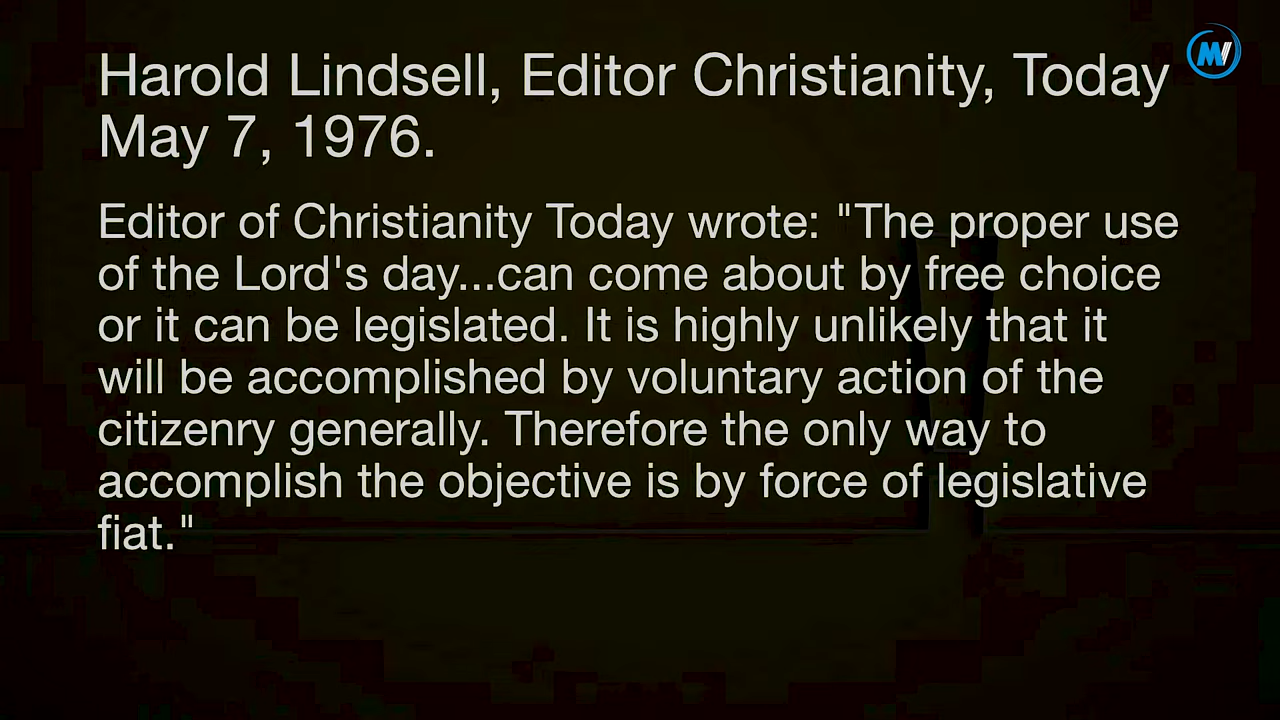 Harold Lindsell, Editor Christianity, Today
May 7, 1976.
Editor of Christianity Today wrote: "The proper use
of the Lord's day...can come about by free choice
or it can be legislated. It is highly unlikely that it
will be accomplished by voluntary action of the
citizenry generally. Therefore the only way to
accomplish the objective is by force of legislative
fiat."
MV